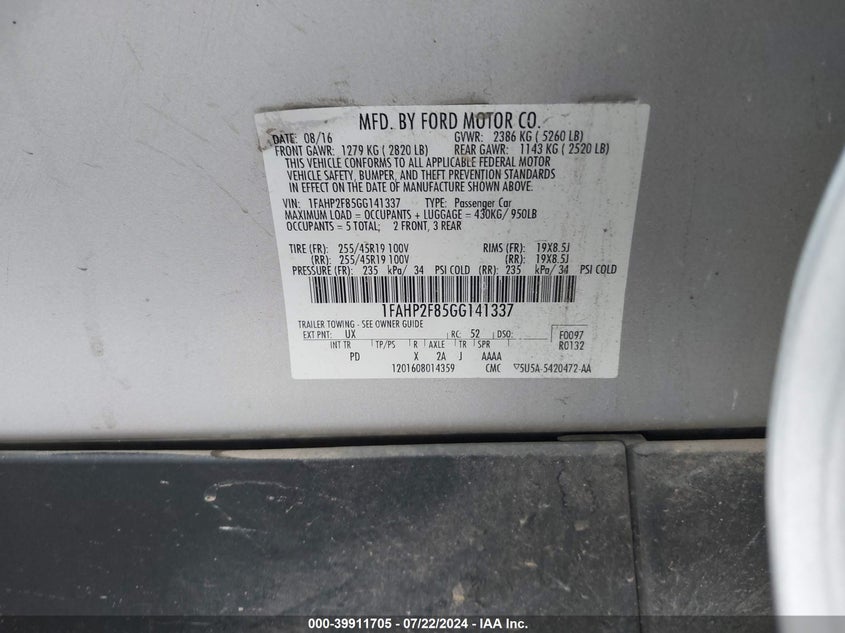 MFD. BY FORD MOTOR CO.
DATE: 08/16 GVWR: 2386 KG ( 5260 LB)
FRONT GAWR: 1279 KG ( 2820 LB) REAR GAWR: 1143 KG ( 2520 LB)
THIS VEHICLE CONFORMS TO ALL APPLICABLE FEDERAL MOTOR
VEHICLE SAFETY, BUMPER, AND THEFT PREVENTION STANDARDS
IN EFFECT ON THE DATE OF MANUFACTURE SHOWN ABOVE.
VIN: 1FAHP2F85GG141337 TYPE: Passenger Car
MAXIMUM LOAD = OCCUPANTS + LUGGAGE = 430KG/ 950LB
OCCUPANTS = 5 TOTAL; 2 FRONT, 3 REAR
TIRE (FR): 255/45R19 100V RIMS (FR): 19X8.5J
(RR): 255/45R19 100V (RR): 19X8.5J
PRESSURE (FR): 235 kPa/ 34 PSI COLD (RR): 235 kPa/ 34 PSI COLD
1FAHP2F85GG141337
TRAILER TOWING - SEE OWNER GUIDE
EXT PNT: UX RC: 52 DSO: F0097
INT TR TP/PS R AXLE TR SPR R0132
PD X 2A J AAAA
1201608014359 CMC ▽5U5A-5420472-AA
000-39911705 - 07/22/2024 - IAA Inc.